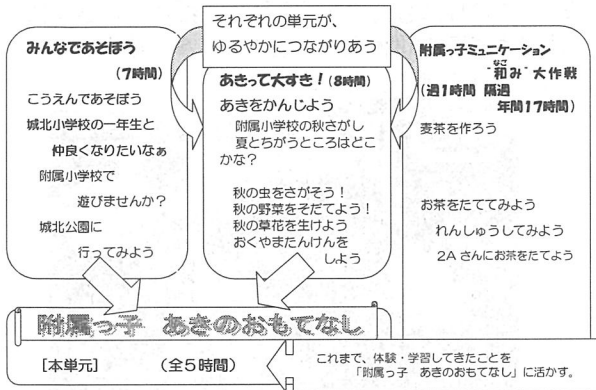 それぞれの単元が、
ゆるやかにつながりあう
みんなであそぼう
(7時間)
こうえんであそぼう
城北小学校の一年生と
仲良くなりたいなぁ
附属小学校で
遊びませんか?
城北公園に
行ってみよう
あきって大すき!(8時間)
あきをかんじよう
附属小学校の秋さがし
夏とちがうところはどこ
かな?
秋の虫をさがそう!
秋の野菜をそだてよう!
秋の草花を生けよう
おくやまたんけんを
しよう
附属っ子ミュニケーション
なご
"和み"大作戦
(週1時間 隔週
年間17時間)
麦茶を作ろう
お茶をたててみよう
れんしゅうしてみよう
2Aさんにお茶をたてよう
附属っ子 あきのおもてなし
[本単元] (全5時間)
これまで、体験・学習してきたことを
「附属っ子 あきのおもてなし」に活かす。